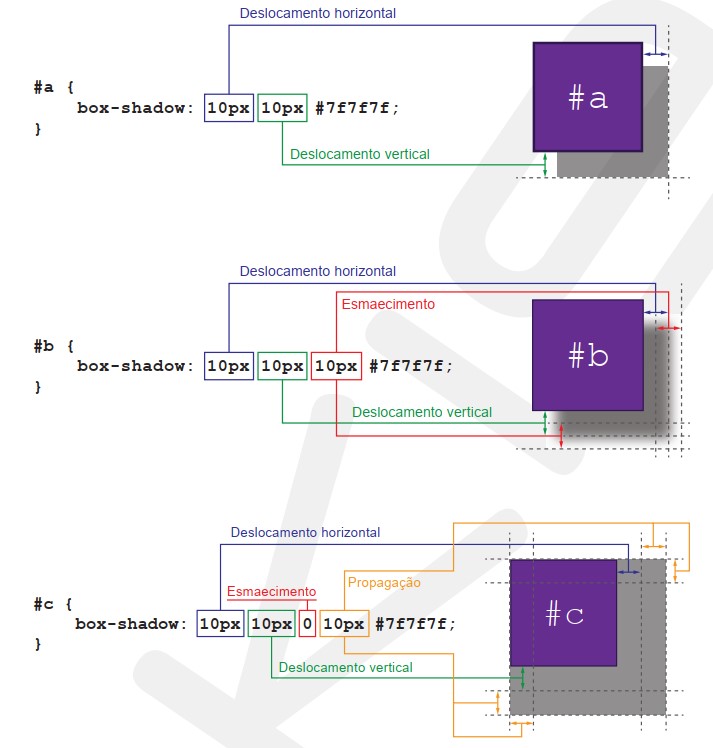 Deslocamento horizontal
#a {
box-shadow: 10px 10px #7f7f7f;
}
Deslocamento vertical
#a
Deslocamento horizontal
Esmaecimento
#b {
box-shadow: 10px 10px 10px #7f7f7f;
}
Deslocamento vertical
#b
Deslocamento horizontal
Propagação
Esmaecimento
#c {
box-shadow: 10px 10px 0 10px #7f7f7f;
}
Deslocamento vertical
#c